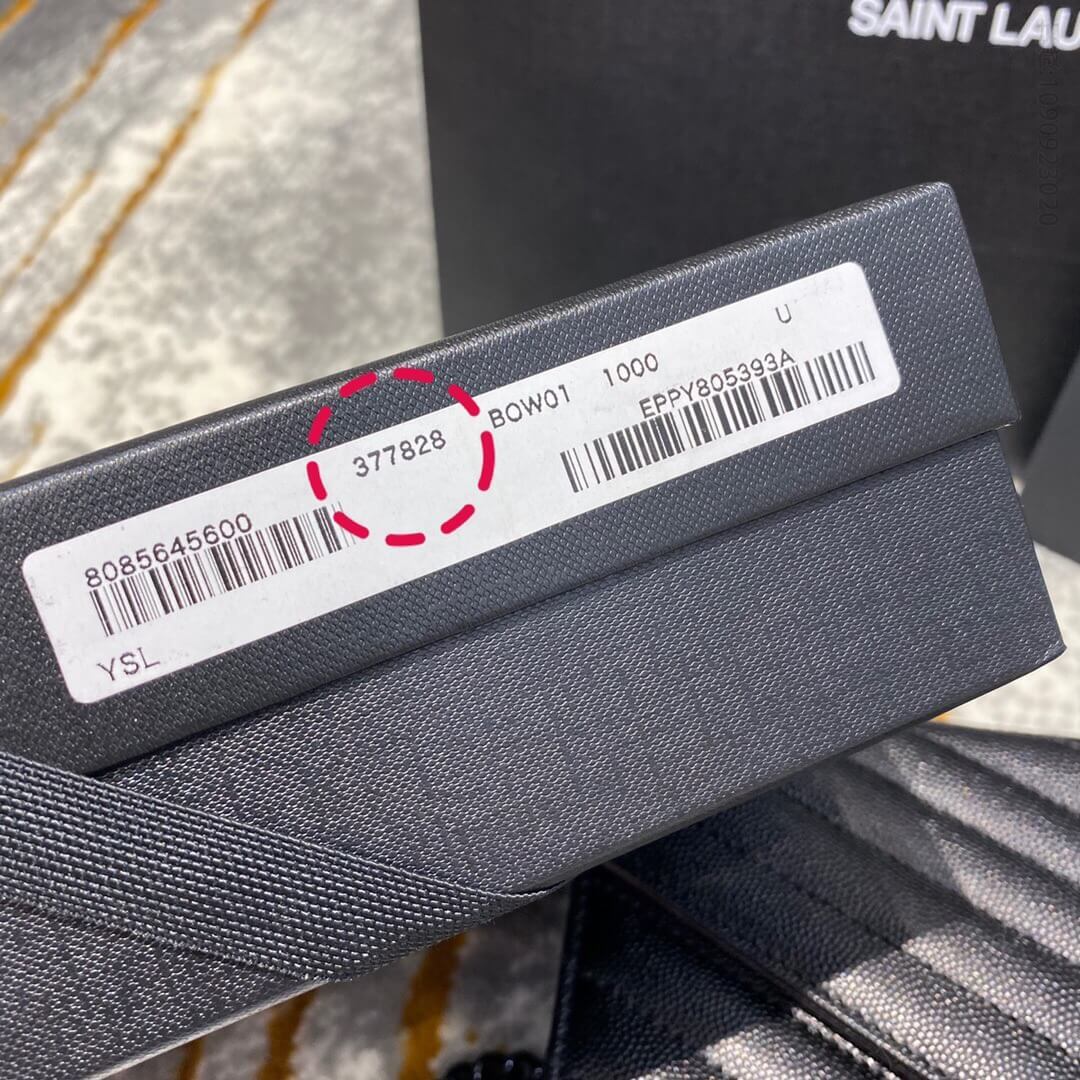 SAINT LAU
377828 BOW01 1000 U
8085645600 EPPY805393A
YSL